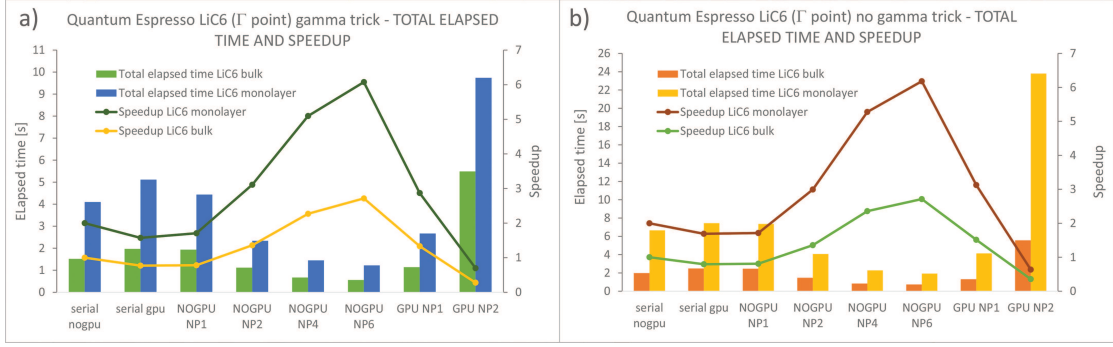 a)
Quantum Espresso LiC6 (Γ point) gamma trick - TOTAL ELAPSED
TIME AND SPEEDUP
Total elapsed time LiC6 bulk
Total elapsed time LiC6 monolayer
Speedup LiC6 monolayer
Speedup LiC6 bulk
ELapsed time [s]
11
10
9
8
7
6
5
4
3
2
1
0
7
6
5
4
3
2
1
0
Speedup
serial nogpu
serial gpu
NOGPU NP1
NOGPU NP2
NOGPU NP4
NOGPU NP6
GPU NP1
GPU NP2
b)
Quantum Espresso LiC6 (Γ point) no gamma trick - TOTAL
ELAPSED TIME AND SPEEDUP
Total elapsed time LiC6 bulk
Total elapsed time LiC6 monolayer
Speedup LiC6 monolayer
Speedup LiC6 bulk
Elapsed time [s]
26
24
22
20
18
16
14
12
10
8
6
4
2
0
7
6
5
4
3
2
1
0
Speedup
serial nogpu
serial gpu
NOGPU NP1
NOGPU NP2
NOGPU NP4
NOGPU NP6
GPU NP1
GPU NP2